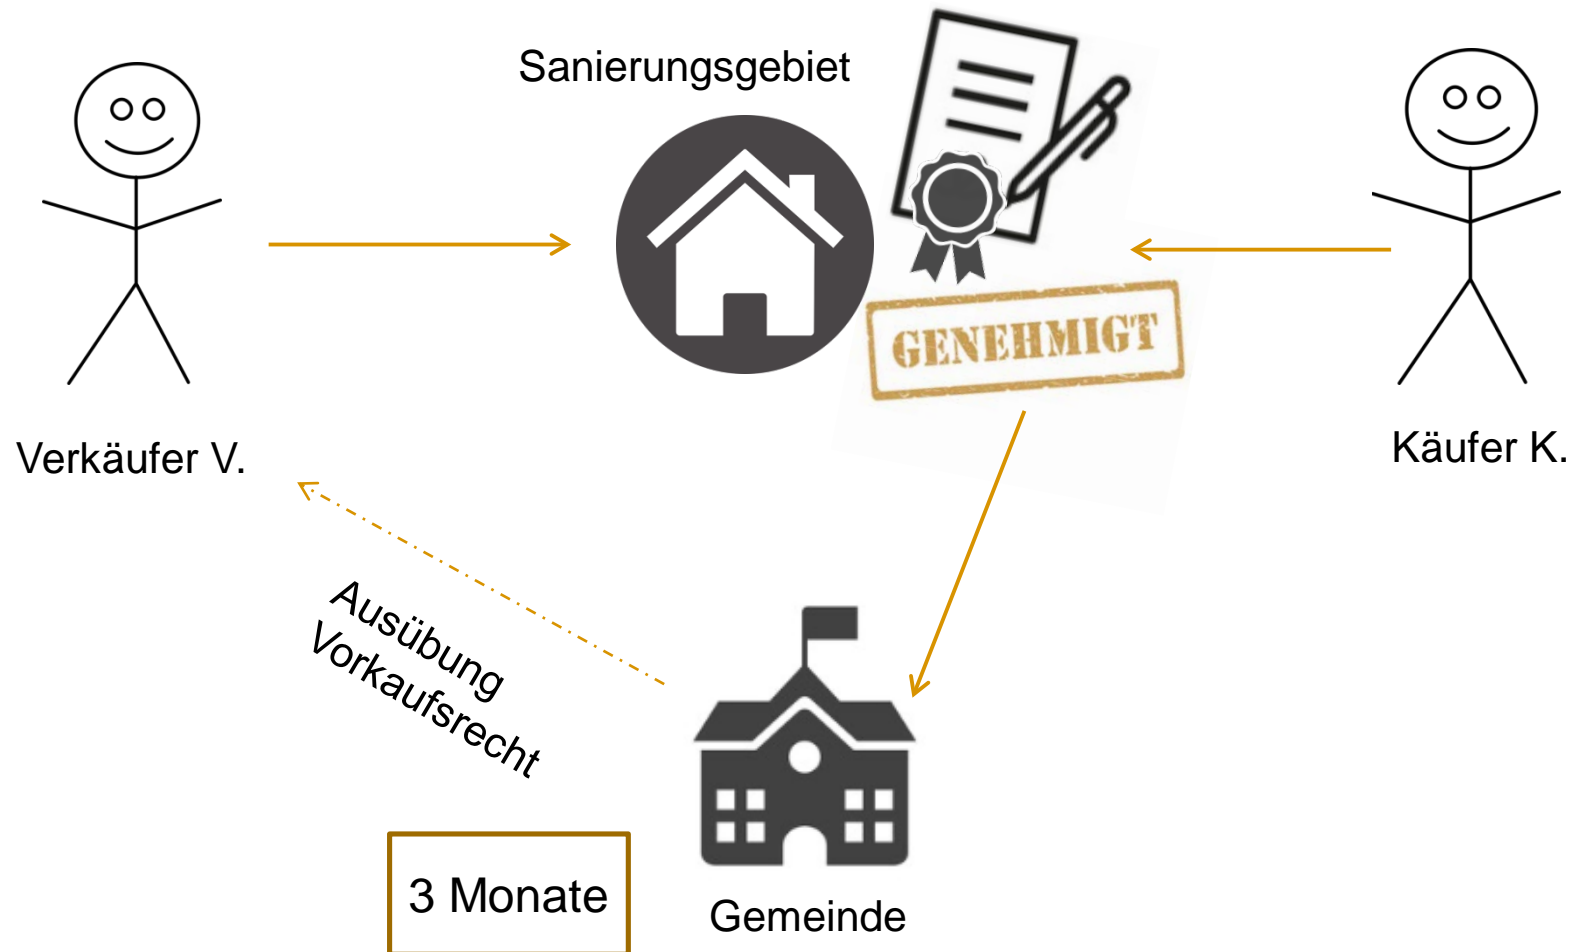 Sanierungsgebiet
GENEHMIGT
Verkäufer V.
Käufer K.
Ausübung
Vorkaufsrecht
3 Monate
Gemeinde